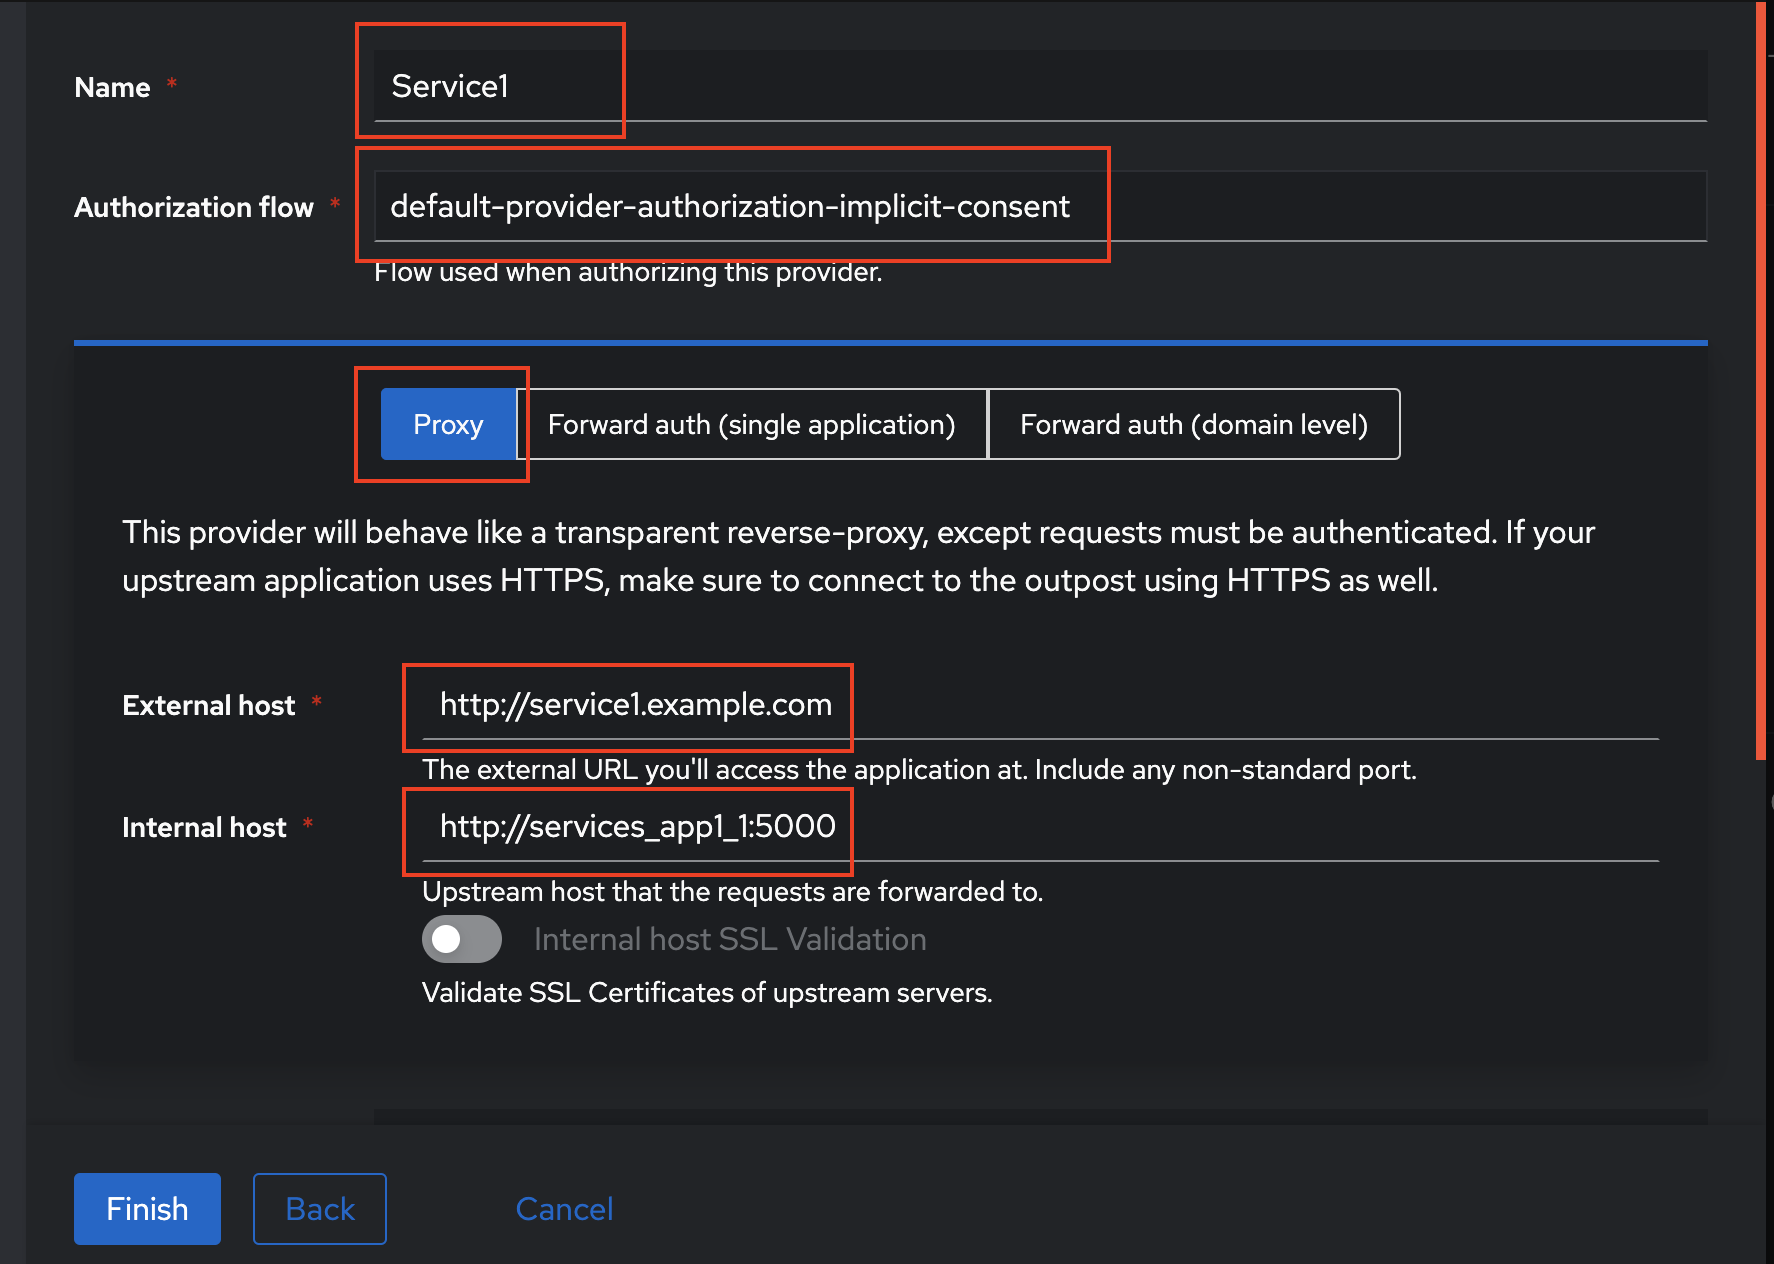 Name *
Service1
Authorization flow *
default-provider-authorization-implicit-consent
Flow used when authorizing this provider.
Proxy
Forward auth (single application)
Forward auth (domain level)
This provider will behave like a transparent reverse-proxy, except requests must be authenticated. If your
upstream application uses HTTPS, make sure to connect to the outpost using HTTPS as well.
External host *
http://service1.example.com
The external URL you'll access the application at. Include any non-standard port.
Internal host *
http://services_app1_1:5000
Upstream host that the requests are forwarded to.
Internal host SSL Validation
Validate SSL Certificates of upstream servers.
Finish
Back
Cancel